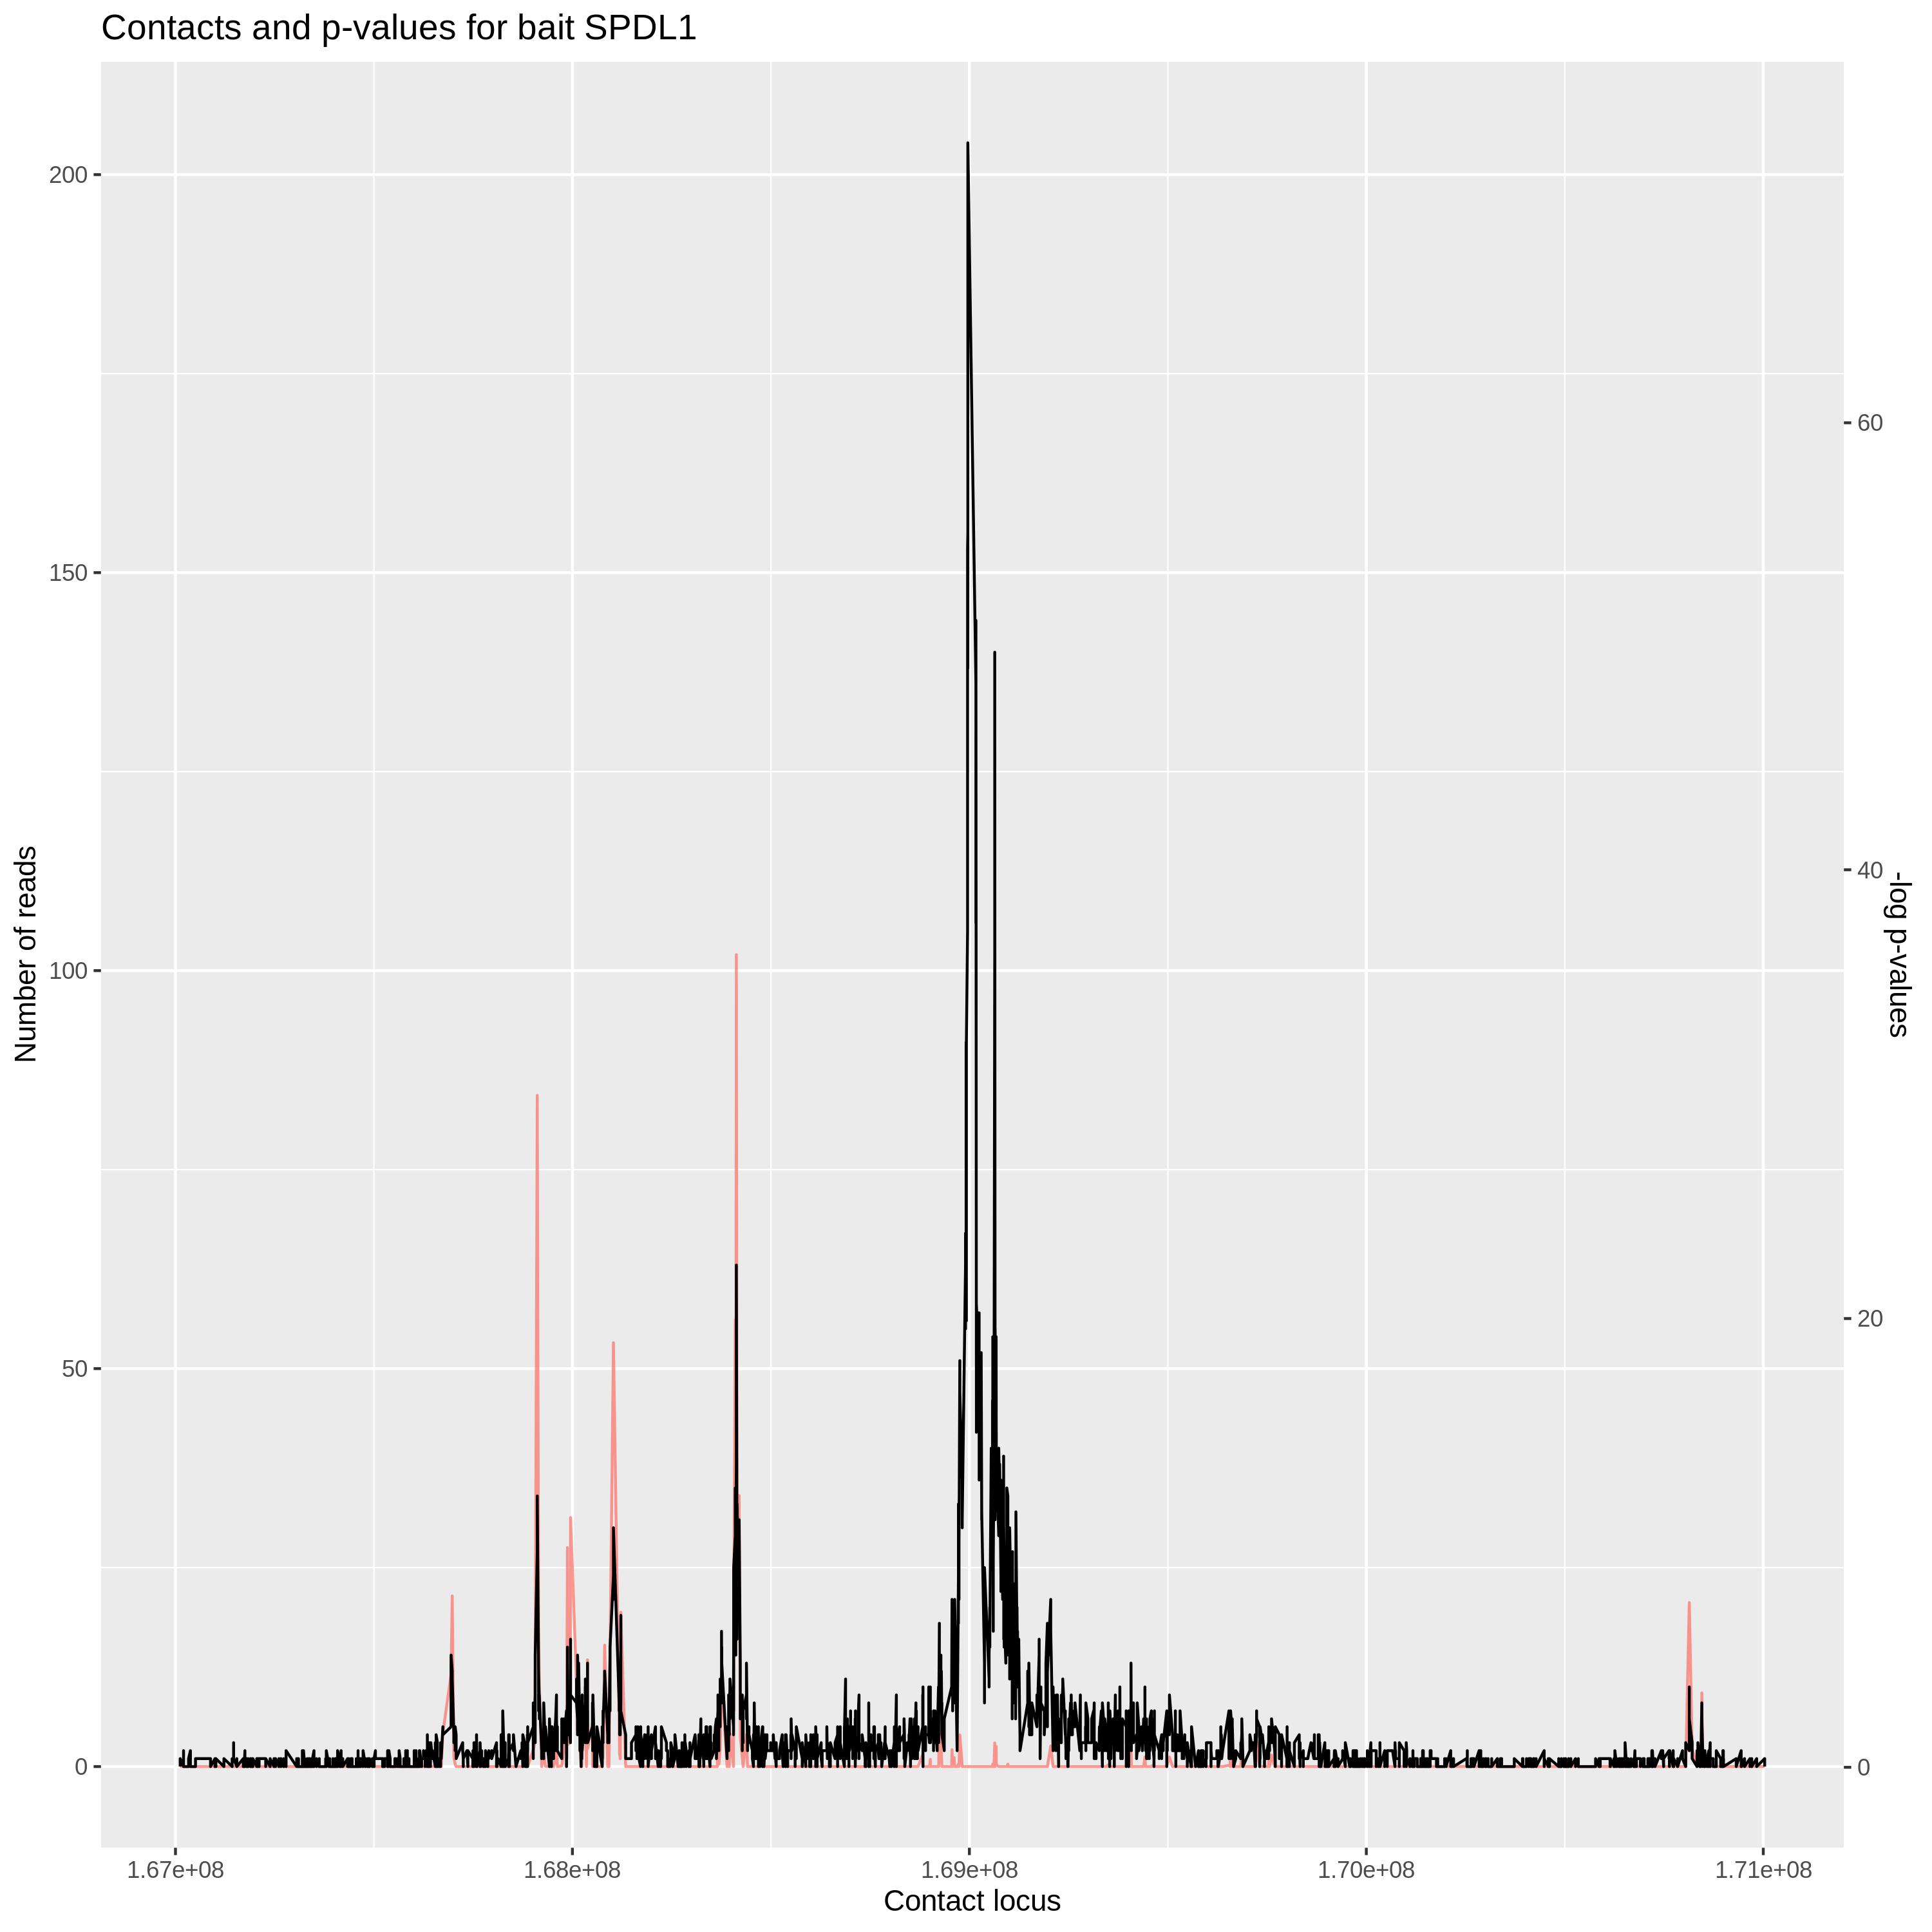 Contacts and p-values for bait SPDL1
200
150
100
50
0
Number of reads
60
40
20
0
-log p-values
1.67e+08
1.68e+08
1.69e+08
1.70e+08
1.71e+08
Contact locus